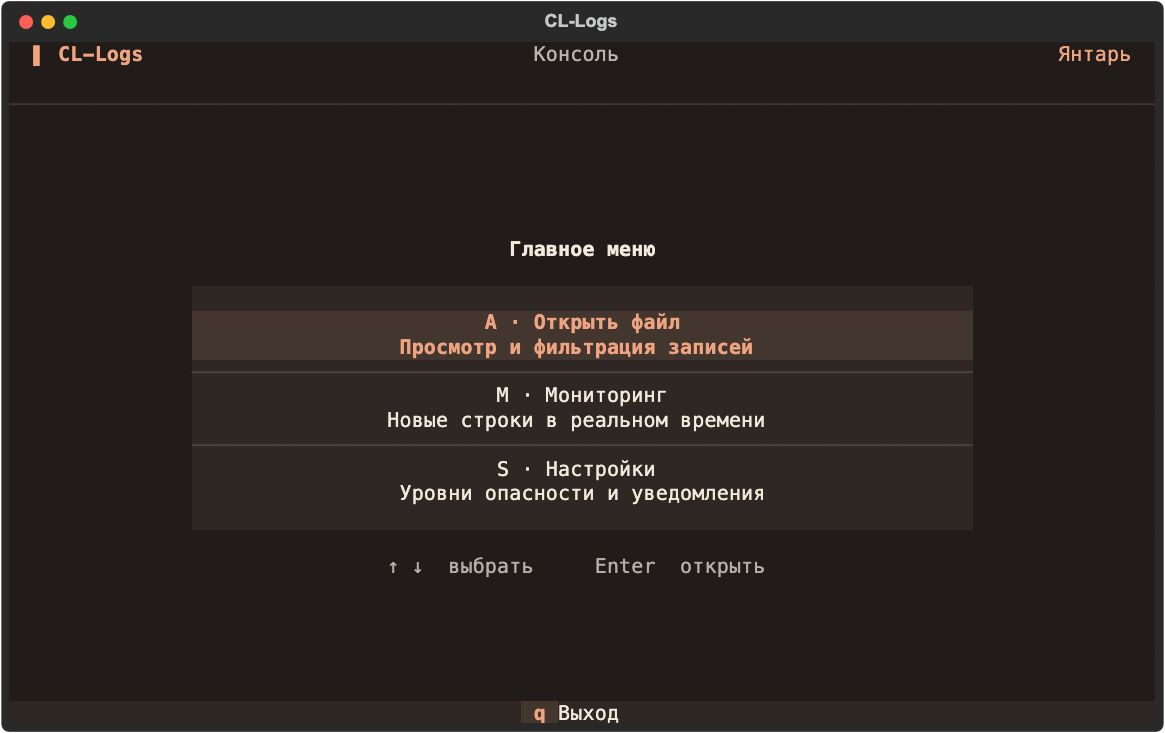 CL-Logs
CL-Logs Консоль Янтарь
Главное меню
A · Открыть файл
Просмотр и фильтрация записей
M · Мониторинг
Новые строки в реальном времени
S · Настройки
Уровни опасности и уведомления
↑ ↓ выбрать Enter открыть
q Выход